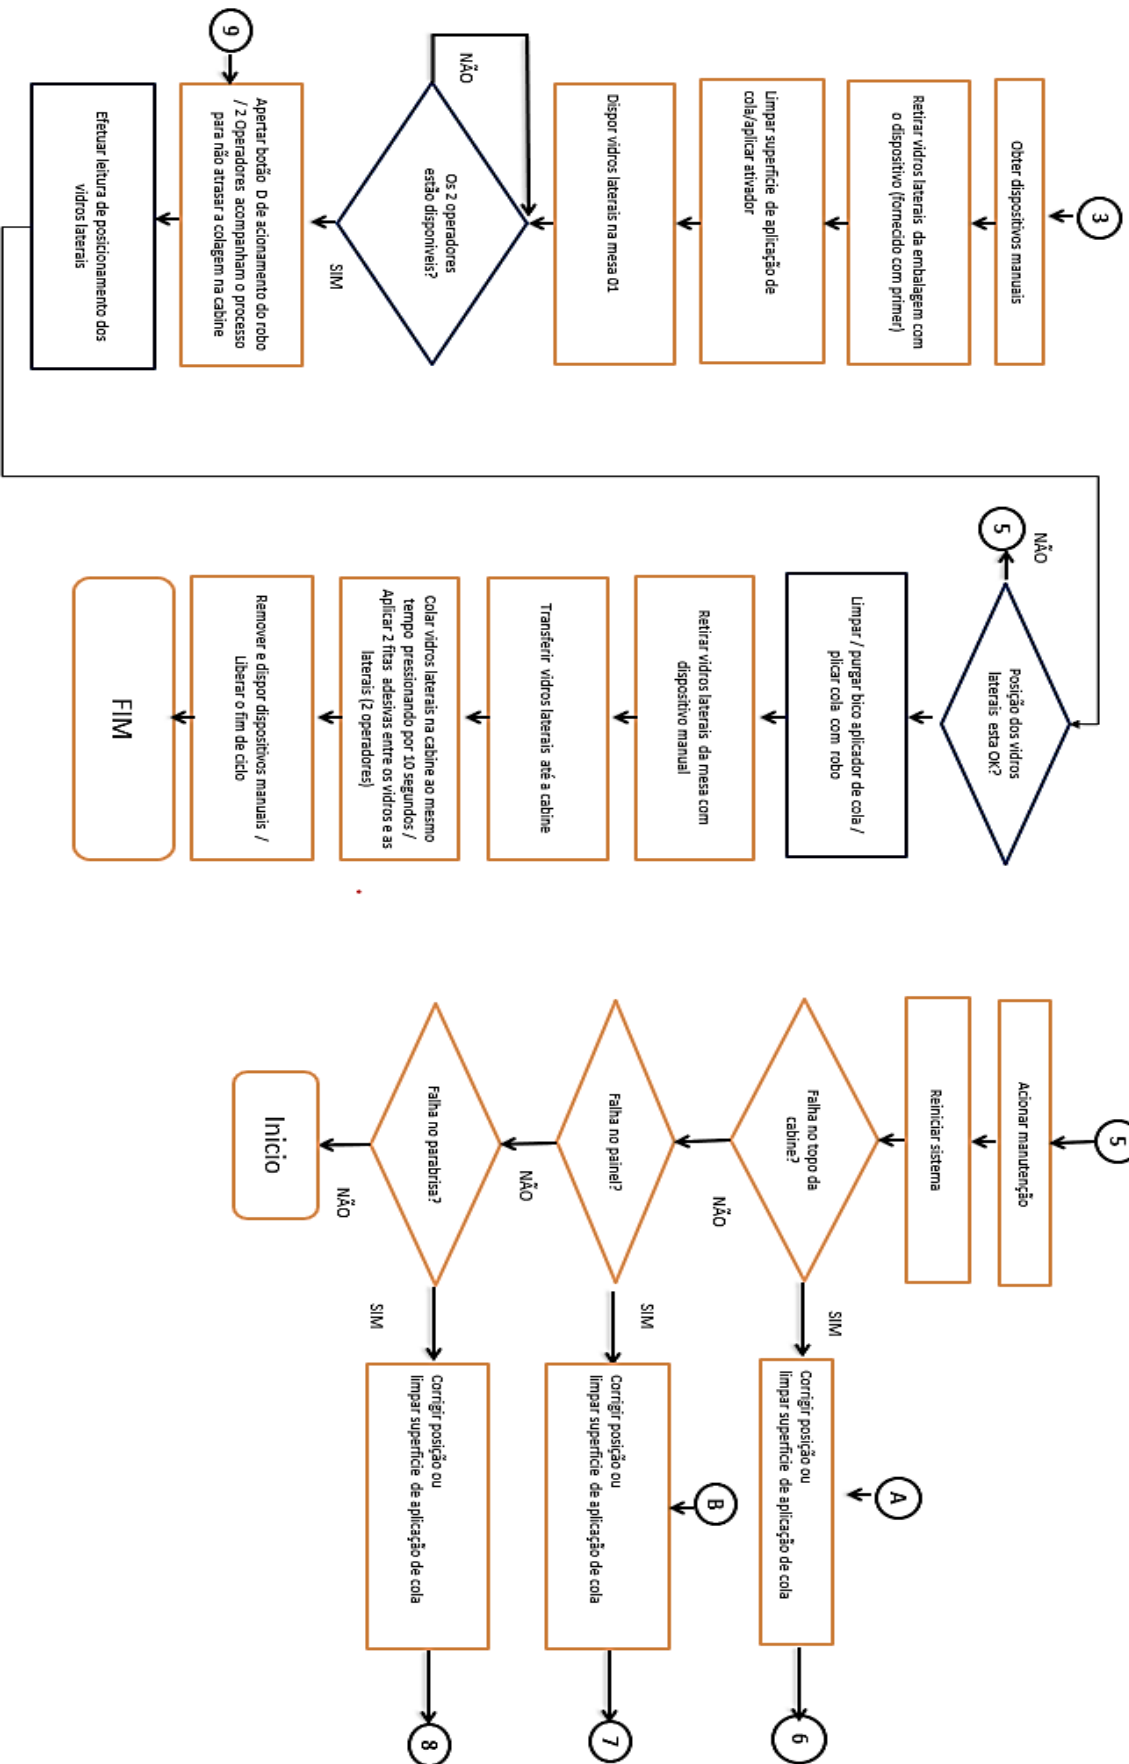 3
Obter dispositivos manuais
Retirar vidros laterais da embalagem com
o dispositivo (fornecido com primer)
Limpar superfície de aplicação de
cola/aplicar ativador
Dispor vidros laterais na mesa 01
NÃO
Os 2 operadores
estão disponiveis?
SIM
9
Apertar botão D de acionamento do robo
/ 2 Operadores acompanham o processo
para não atrasar a colagem na cabine
Efetuar leitura de posicionamento dos
vidros laterais
Posição dos vidros
laterais esta OK?
NÃO
5
Limpar / purgar bico aplicador de cola /
plicar cola com robo
Retirar vidros laterais da mesa com
dispositivo manual
Transferir vidros laterais até a cabine
Colar vidros laterais na cabine ao mesmo
tempo pressionando por 10 segundos /
Aplicar 2 fitas adesivas entre os vidros e as
laterais (2 operadores)
Remover e dispor dispositivos manuais /
Liberar o fim de ciclo
FIM
5
Acionar manutenção
Reiniciar sistema
Falha no topo da
cabine?
SIM
Corrigir posição ou
limpar superfície de aplicação de cola
A
6
NÃO
Falha no painel?
SIM
Corrigir posição ou
limpar superfície de aplicação de cola
B
7
NÃO
Falha no parabrisa?
SIM
Corrigir posição ou
limpar superfície de aplicação de cola
8
NÃO
Inicio